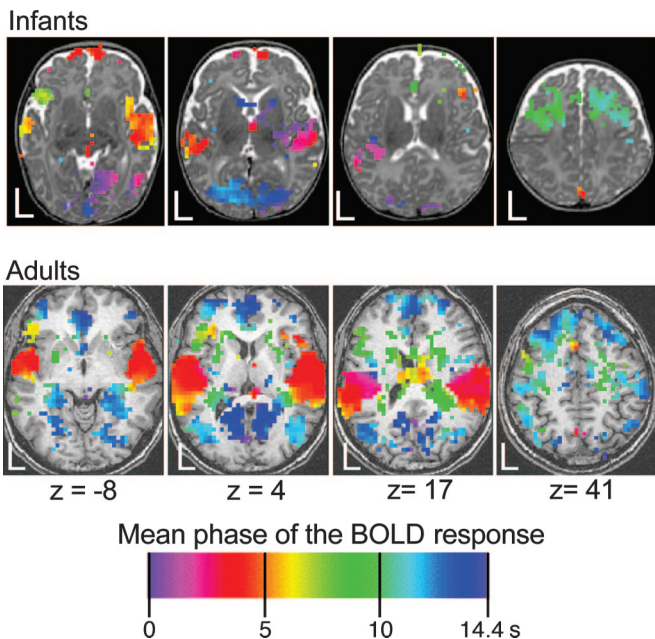 Infants
L
L
L
L
Adults
L
L
L
L
z = -8
z = 4
z= 17
z= 41
Mean phase of the BOLD response
0
5
10
14.4 s